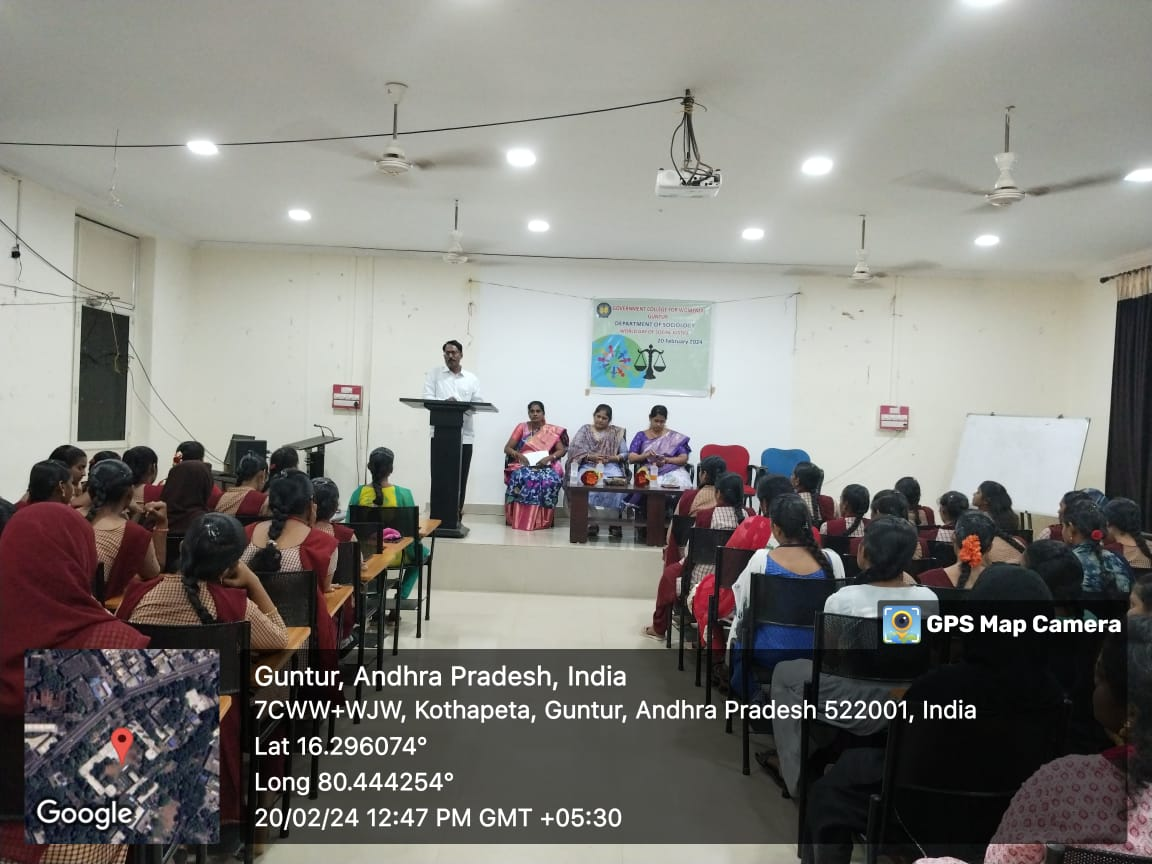 GOVERNMENT COLLEGE FOR WOMEN
GUNTUR
DEPARTMENT OF SOCIOLOGY
WORLD DAY OF SOCIAL JUSTICE
20 February 2024
GPS Map Camera
Guntur, Andhra Pradesh, India
7CWW+WJW, Kothapeta, Guntur, Andhra Pradesh 522001, India
Lat 16.296074°
Long 80.444254°
20/02/24 12:47 PM GMT +05:30
Google